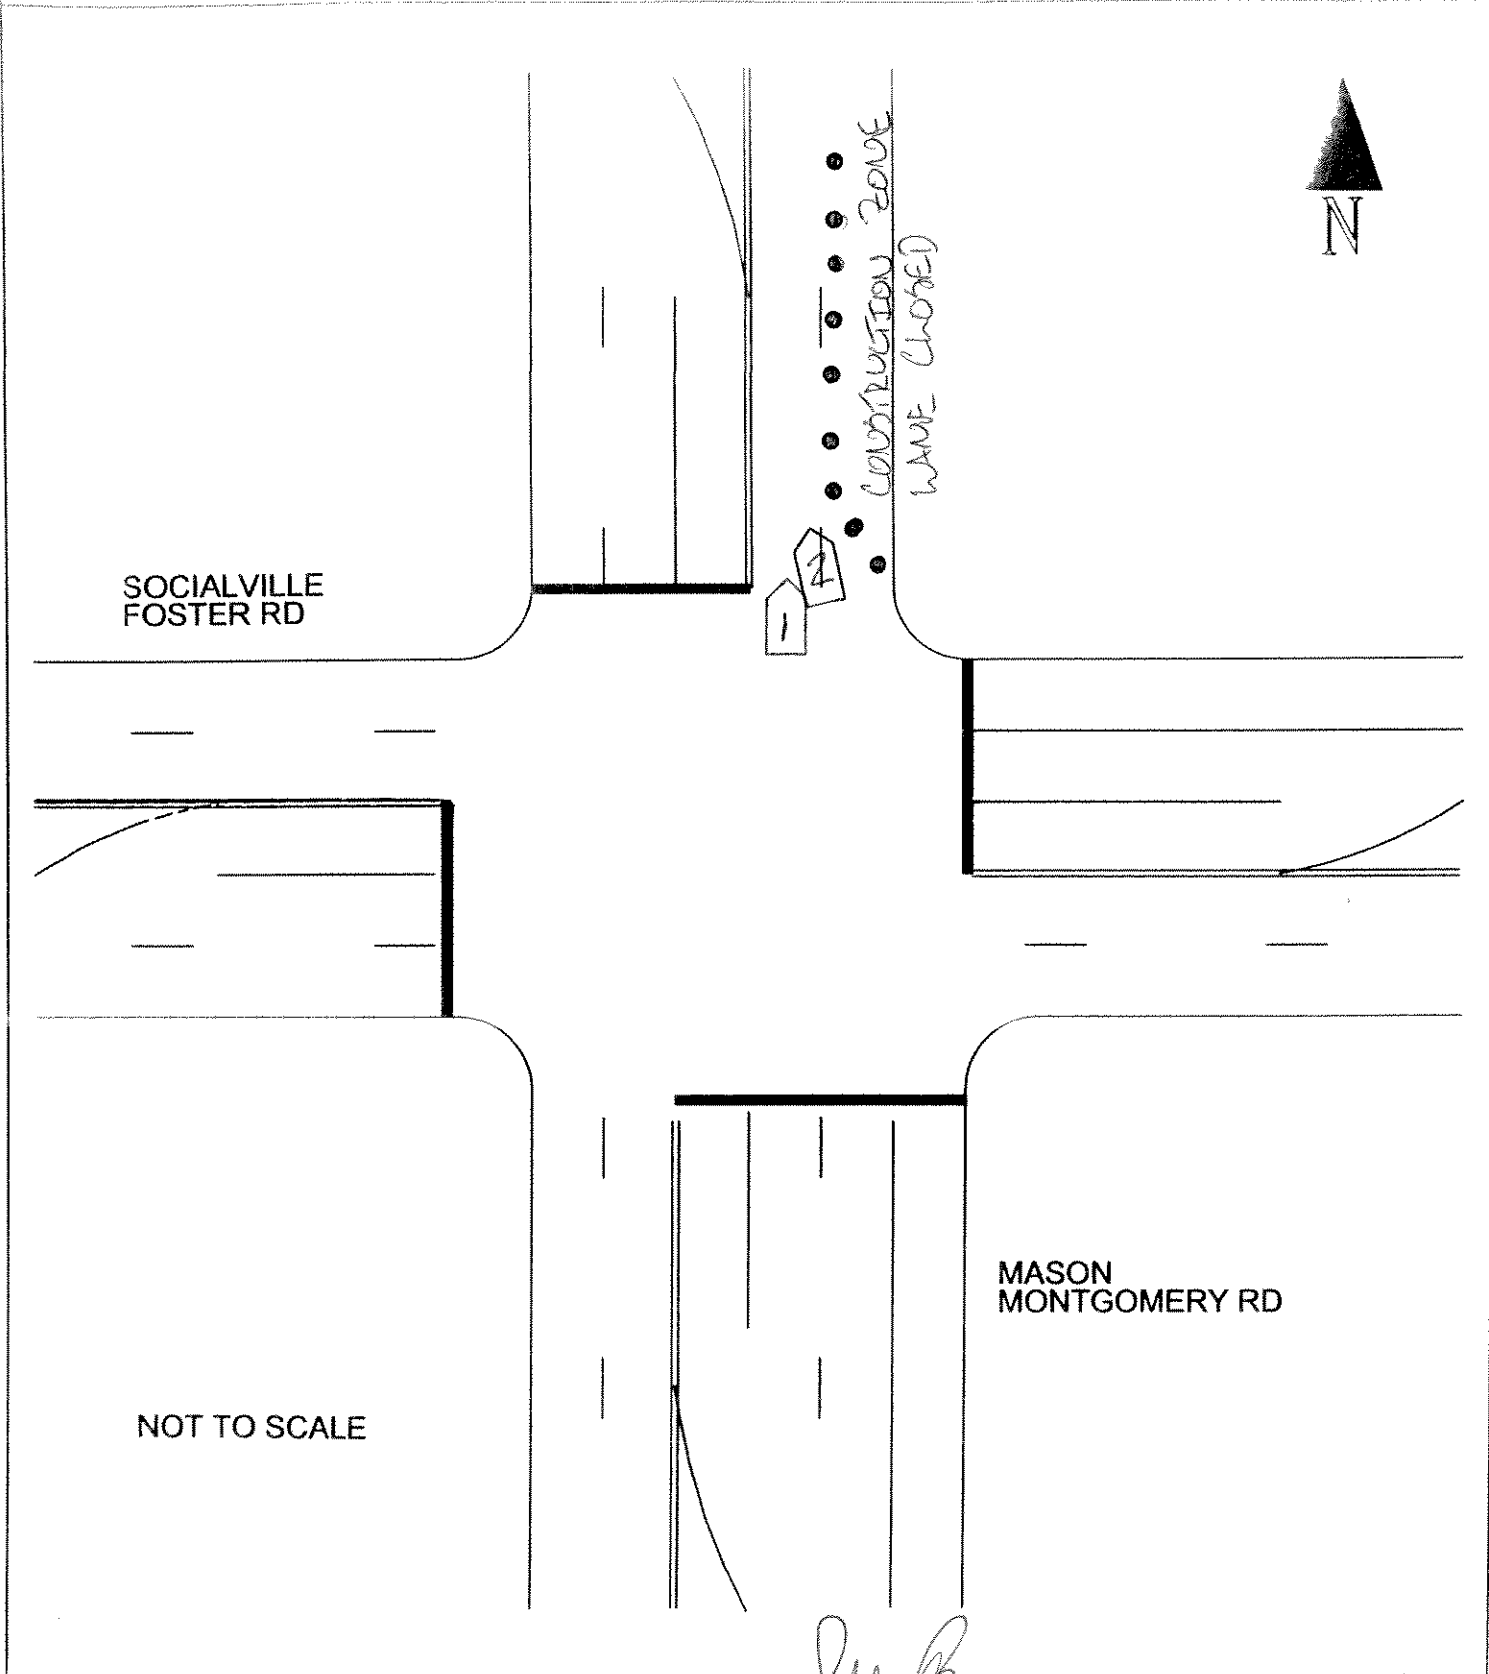 N
CONSTRUCTION ZONE
LANE CLOSED
SOCIALVILLE
FOSTER RD
2
1
MASON
MONTGOMERY RD
NOT TO SCALE